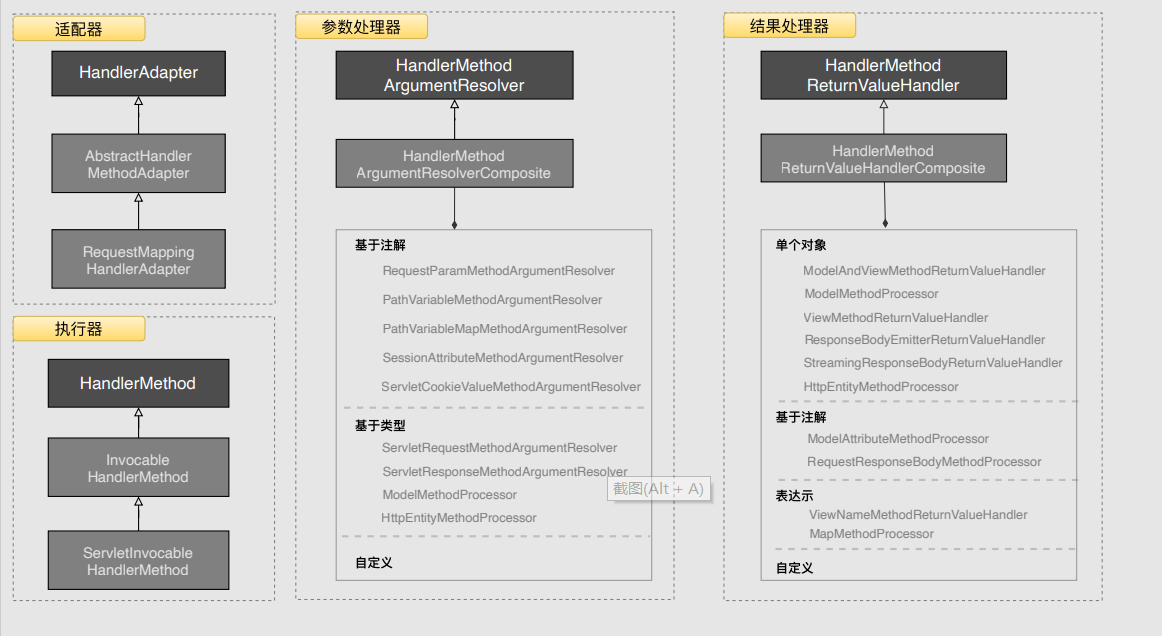 适配器
HandlerAdapter
AbstractHandler
MethodAdapter
RequestMapping
HandlerAdapter
执行器
HandlerMethod
Invocable
HandlerMethod
ServletInvocable
HandlerMethod
参数处理器
HandlerMethod
ArgumentResolver
HandlerMethod
ArgumentResolverComposite
基于注解
RequestParamMethodArgumentResolver
PathVariableMethodArgumentResolver
PathVariableMapMethodArgumentResolver
SessionAttributeMethodArgumentResolver
ServletCookieValueMethodArgumentResolver
基于类型
ServletRequestMethodArgumentResolver
ServletResponseMethodArgumentResolver
ModelMethodProcessor
HttpEntityMethodProcessor
自定义
截图(Alt + A)
结果处理器
HandlerMethod
ReturnValueHandler
HandlerMethod
ReturnValueHandlerComposite
单个对象
ModelAndViewMethodReturnValueHandler
ModelMethodProcessor
ViewMethodReturnValueHandler
ResponseBodyEmitterReturnValueHandler
StreamingResponseBodyReturnValueHandler
HttpEntityMethodProcessor
基于注解
ModelAttributeMethodProcessor
RequestResponseBodyMethodProcessor
表达示
ViewNameMethodReturnValueHandler
MapMethodProcessor
自定义